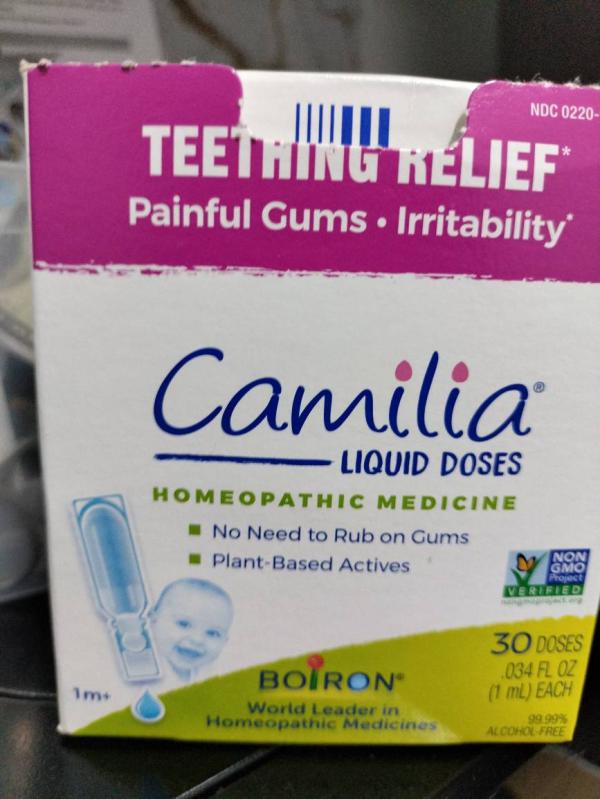 NDC 0220-
TEETHING RELIEF*
Painful Gums • Irritability*
Camilia®
LIQUID DOSES
HOMEOPATHIC MEDICINE
■ No Need to Rub on Gums
■ Plant-Based Actives
NON
GMO
Project
VERIFIED
nongmoproject.org
30 DOSES
.034 FL OZ
(1 mL) EACH
99.99%
ALCOHOL-FREE
1m+
BOIRON®
World Leader in
Homeopathic Medicines